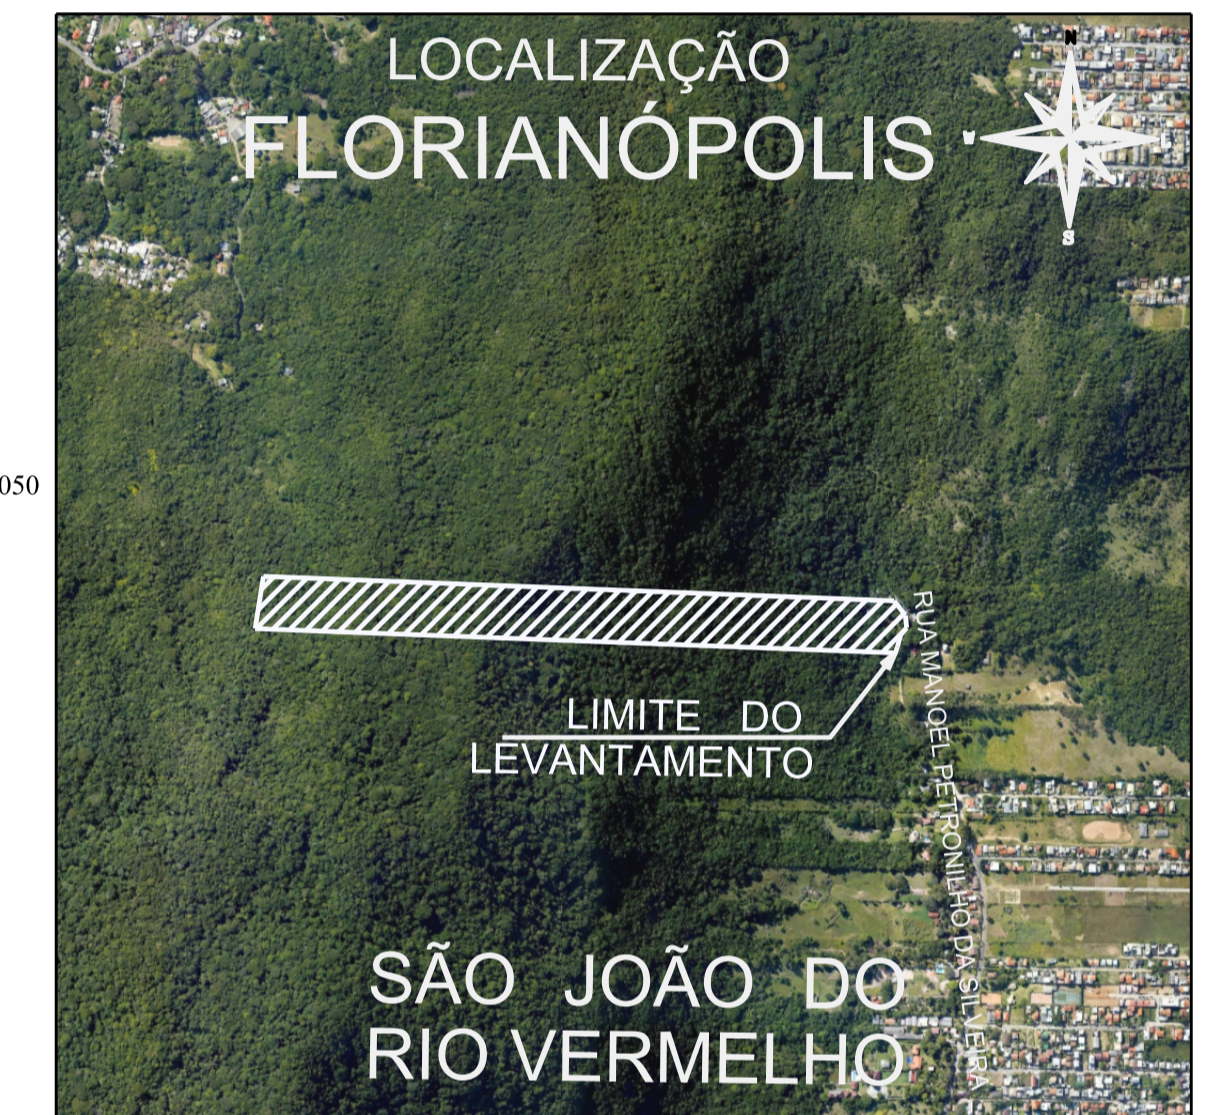 LOCALIZAÇÃO
FLORIANÓPOLIS
N
W
L
S
050
RUA MANOEL PETRONILHO DA SILVEIRA
LIMITE DO
LEVANTAMENTO
SÃO JOÃO DO
RIO VERMELHO